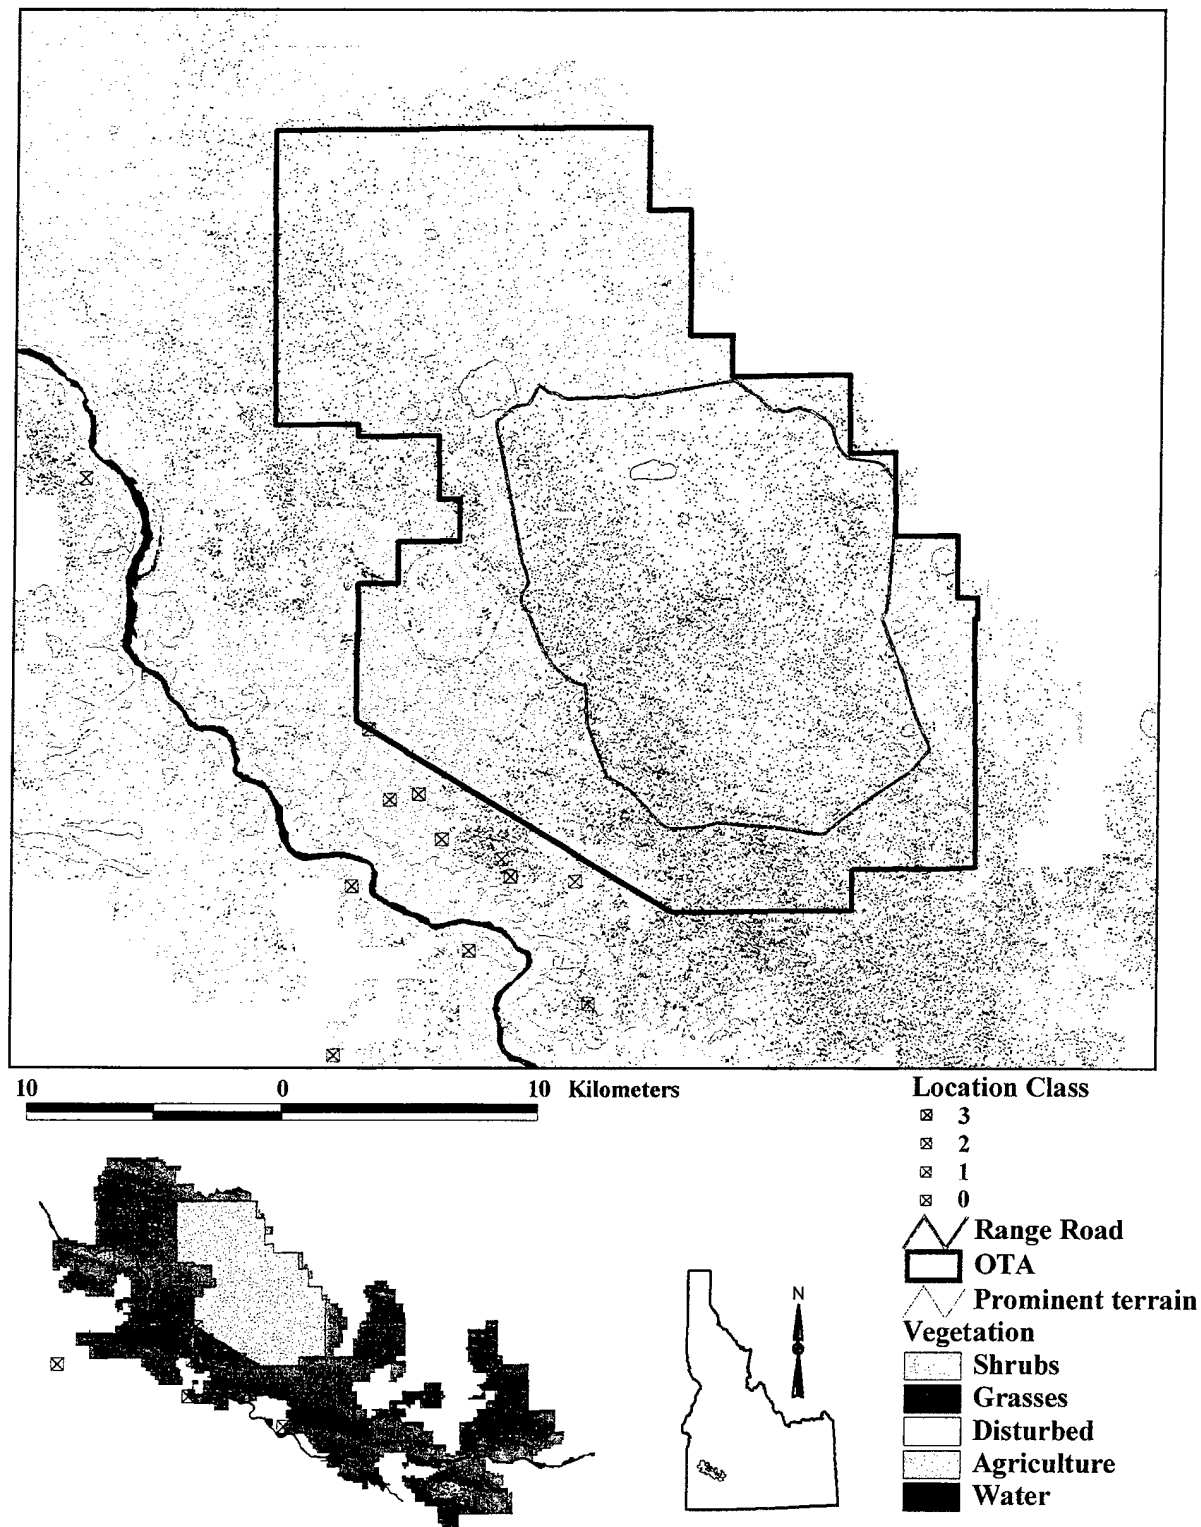 10 0 10 Kilometers
Location Class
3
2
1
0
Range Road
OTA
Prominent terrain
Vegetation
Shrubs
Grasses
Disturbed
Agriculture
Water
N